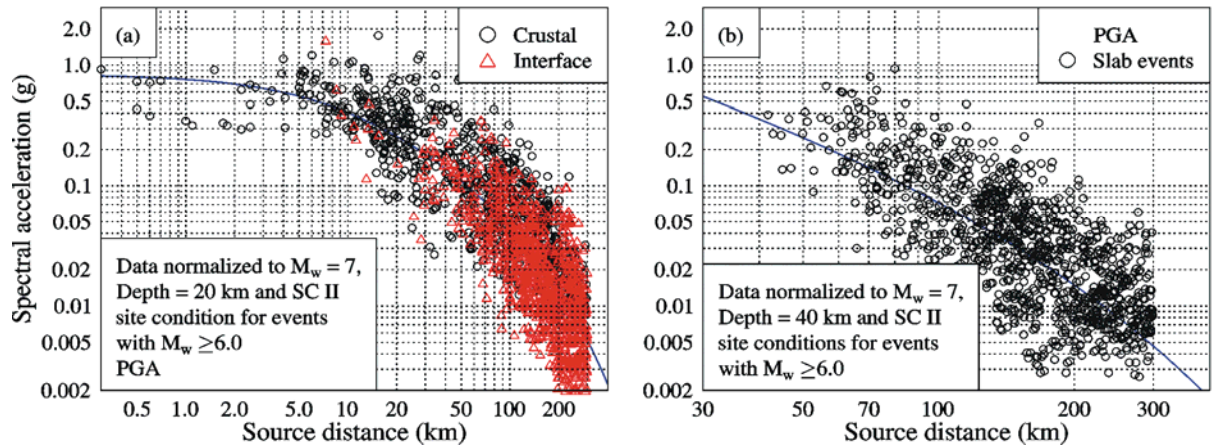 (a)
Crustal
Interface
Spectral acceleration (g)
2.0
1.0
0.5
0.2
0.1
0.05
0.02
0.01
0.005
0.002
Data normalized to Mw = 7,
Depth = 20 km and SC II
site condition for events
with Mw ≥6.0
PGA
0.5 1.0 2.0 5.0 10 20 50 100 200
Source distance (km)
(b)
PGA
Slab events
2.0
1.0
0.5
0.2
0.1
0.05
0.02
0.01
0.005
0.002
Data normalized to Mw = 7,
Depth = 40 km and SC II
site conditions for events
with Mw ≥6.0
30 50 70 100 200 300
Source distance (km)